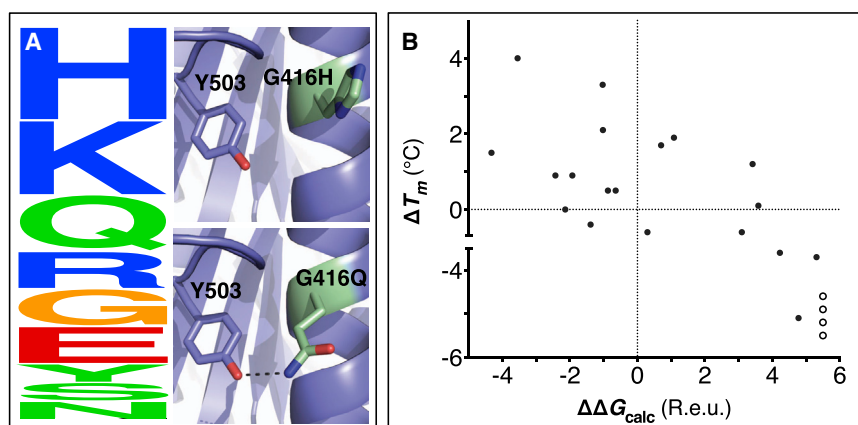 A
H
K
Q
R
G
E
Y
S
N
Y503
G416H
Y503
G416Q
B
4
2
0
-4
-6
ΔTm (°C)
-4 -2 0 2 4 6
ΔΔGcalc (R.e.u.)